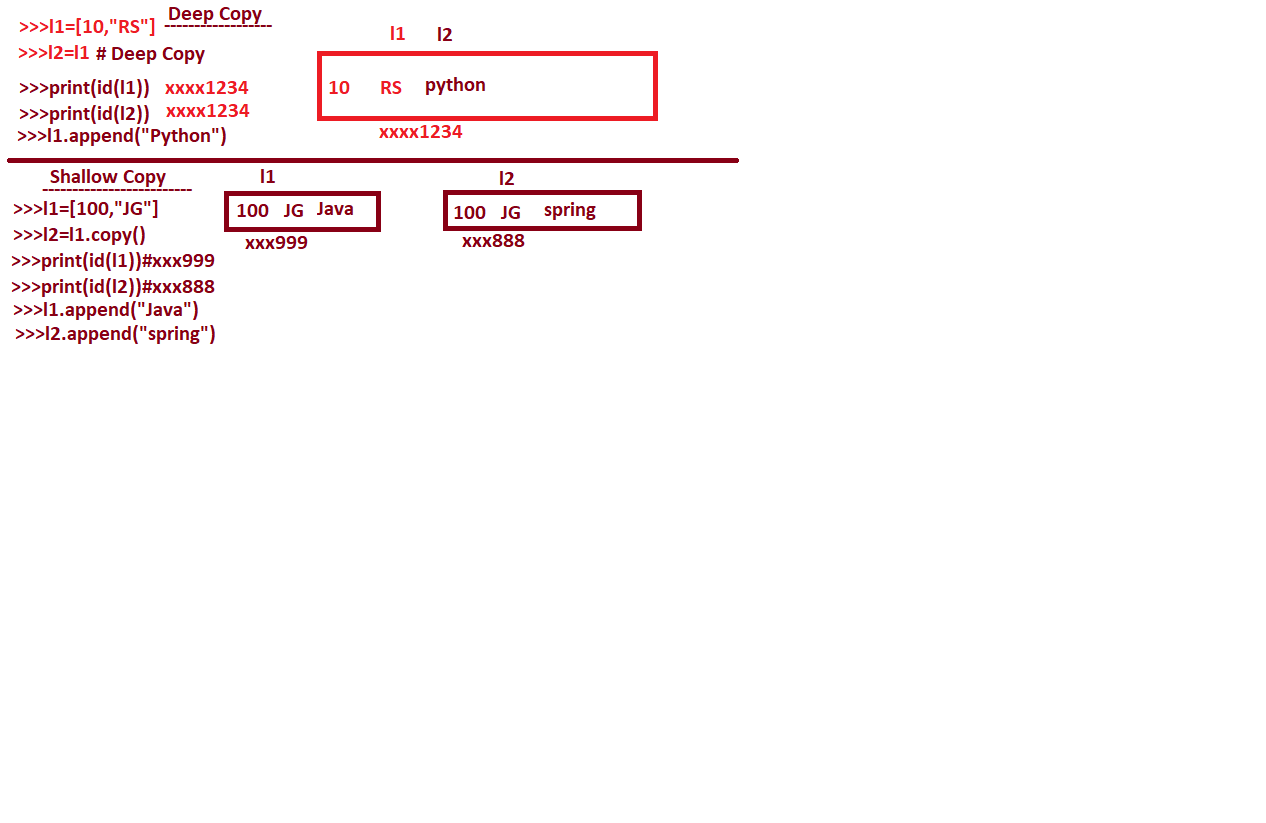 Deep Copy
------------------
>>>l1=[10,"RS"]
>>>l2=l1 # Deep Copy
>>>print(id(l1)) xxxx1234
>>>print(id(l2)) xxxx1234
>>>l1.append("Python")
l1 l2
10 RS python
xxxx1234
Shallow Copy
-------------------------
>>>l1=[100,"JG"]
>>>l2=l1.copy()
>>>print(id(l1))#xxx999
>>>print(id(l2))#xxx888
>>>l1.append("Java")
>>>l2.append("spring")
l1
100 JG Java
xxx999
l2
100 JG spring
xxx888